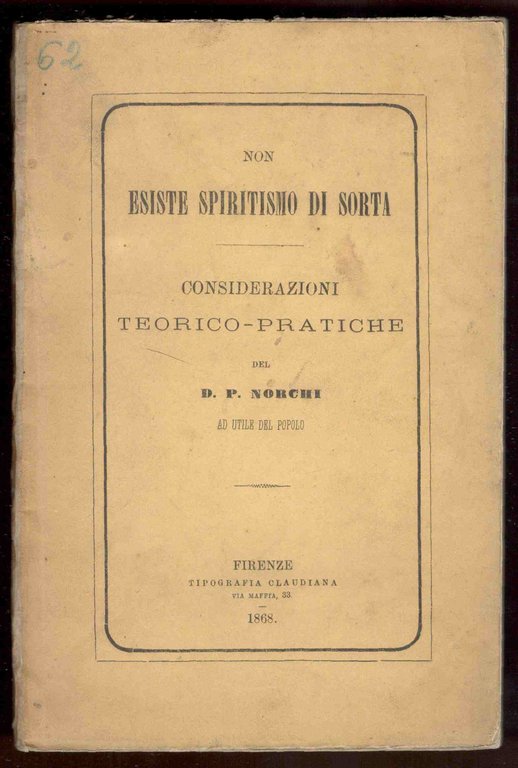 62
NON
ESISTE SPIRITISMO DI SORTA
CONSIDERAZIONI
TEORICO-PRATICHE
DEL
D. P. NORCHI
AD UTILE DEL POPOLO
FIRENZE
TIPOGRAFIA CLAUDIANA
VIA MAFFIA, 33.
1868.